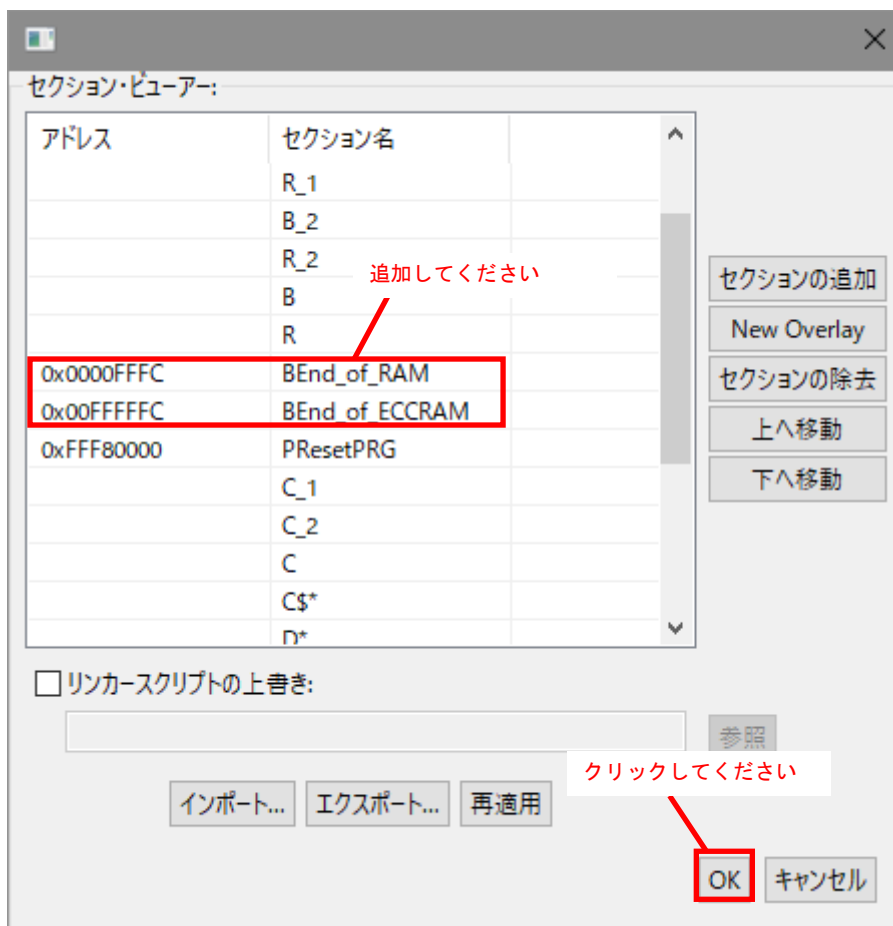 セクション・ビューアー:
アドレス セクション名
R_1
B_2
R_2
追加してください
B
R
0x0000FFFC BEnd_of_RAM
0x00FFFFFC BEnd_of_ECCRAM
0xFFF80000 PResetPRG
C_1
C_2
C
C$*
D*
セクションの追加
New Overlay
セクションの除去
上へ移動
下へ移動
リンカースクリプトの上書き:
参照
クリックしてください
インポート... エクスポート... 再適用
OK キャンセル